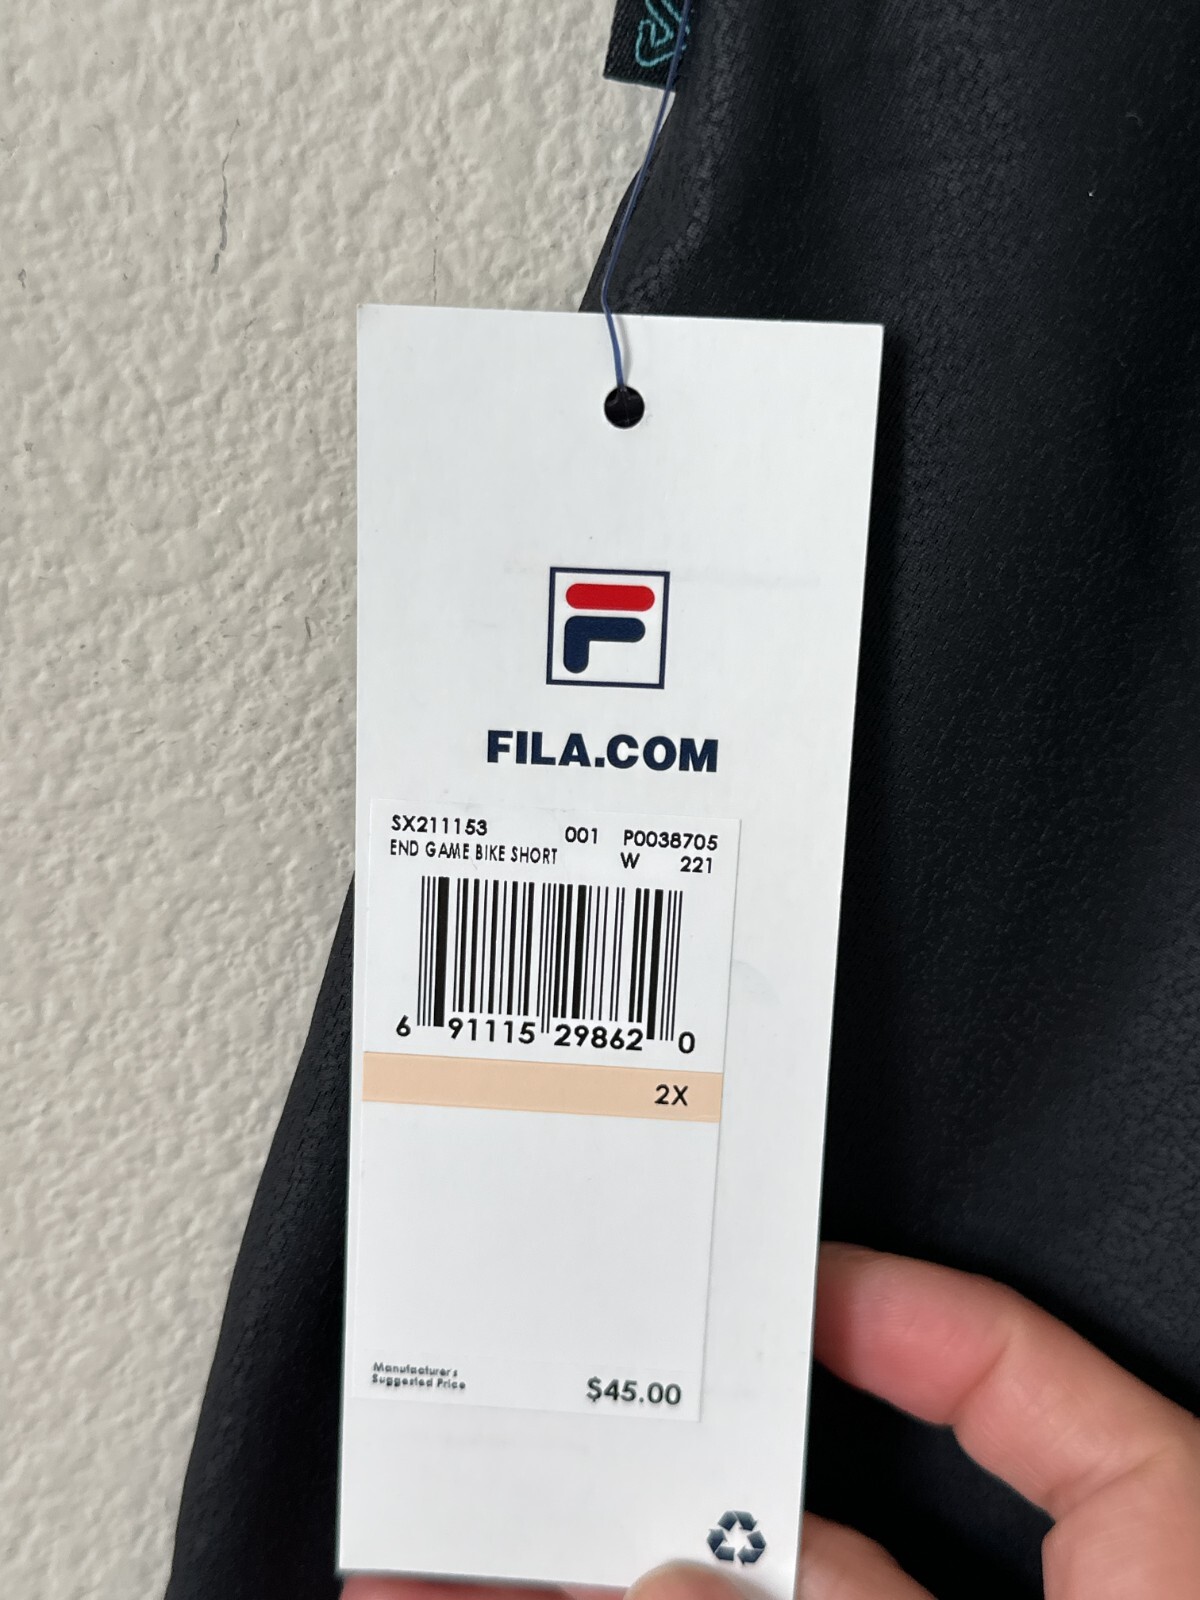 FILA.COM
SX211153 001 P0038705
END GAME BIKE SHORT W 221
6 91115 29862 0
2X
Manufacturer's
Suggested Price $45.00